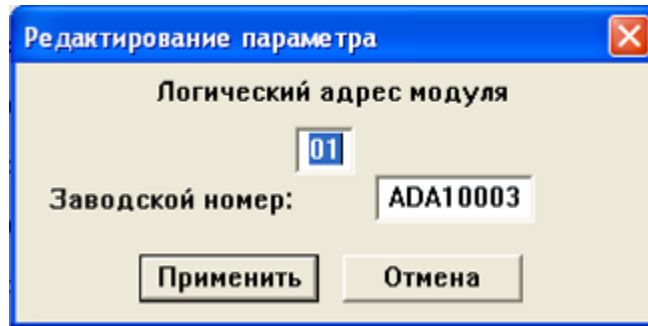 Редактирование параметра
Логический адрес модуля
01
Заводской номер: ADA10003
Применить Отмена